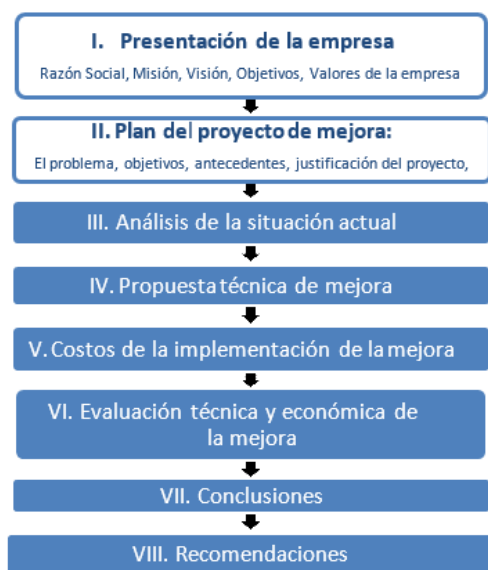 I. Presentación de la empresa
Razón Social, Misión, Visión, Objetivos, Valores de la empresa
II. Plan del proyecto de mejora:
El problema, objetivos, antecedentes, justificación del proyecto,
III. Análisis de la situación actual
IV. Propuesta técnica de mejora
V. Costos de la implementación de la mejora
VI. Evaluación técnica y económica de
la mejora
VII. Conclusiones
VIII. Recomendaciones